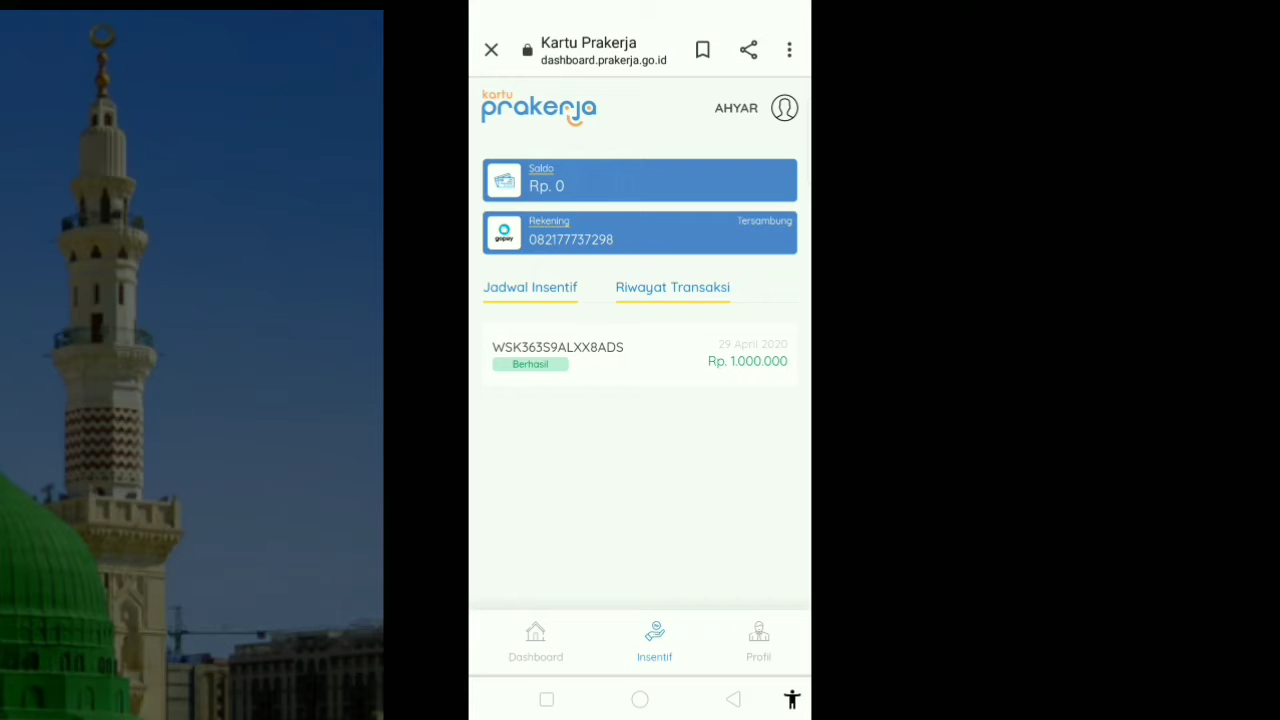 Kartu Prakerja
dashboard.prakerja.go.id
kartu
prakerja
AHYAR
Saldo
Rp. 0
Rekening
Tersambung
gopay
082177737298
Jadwal Insentif
Riwayat Transaksi
WSK363S9ALXX8ADS
29 April 2020
Berhasil
Rp. 1.000.000
Dashboard
Insentif
Profil